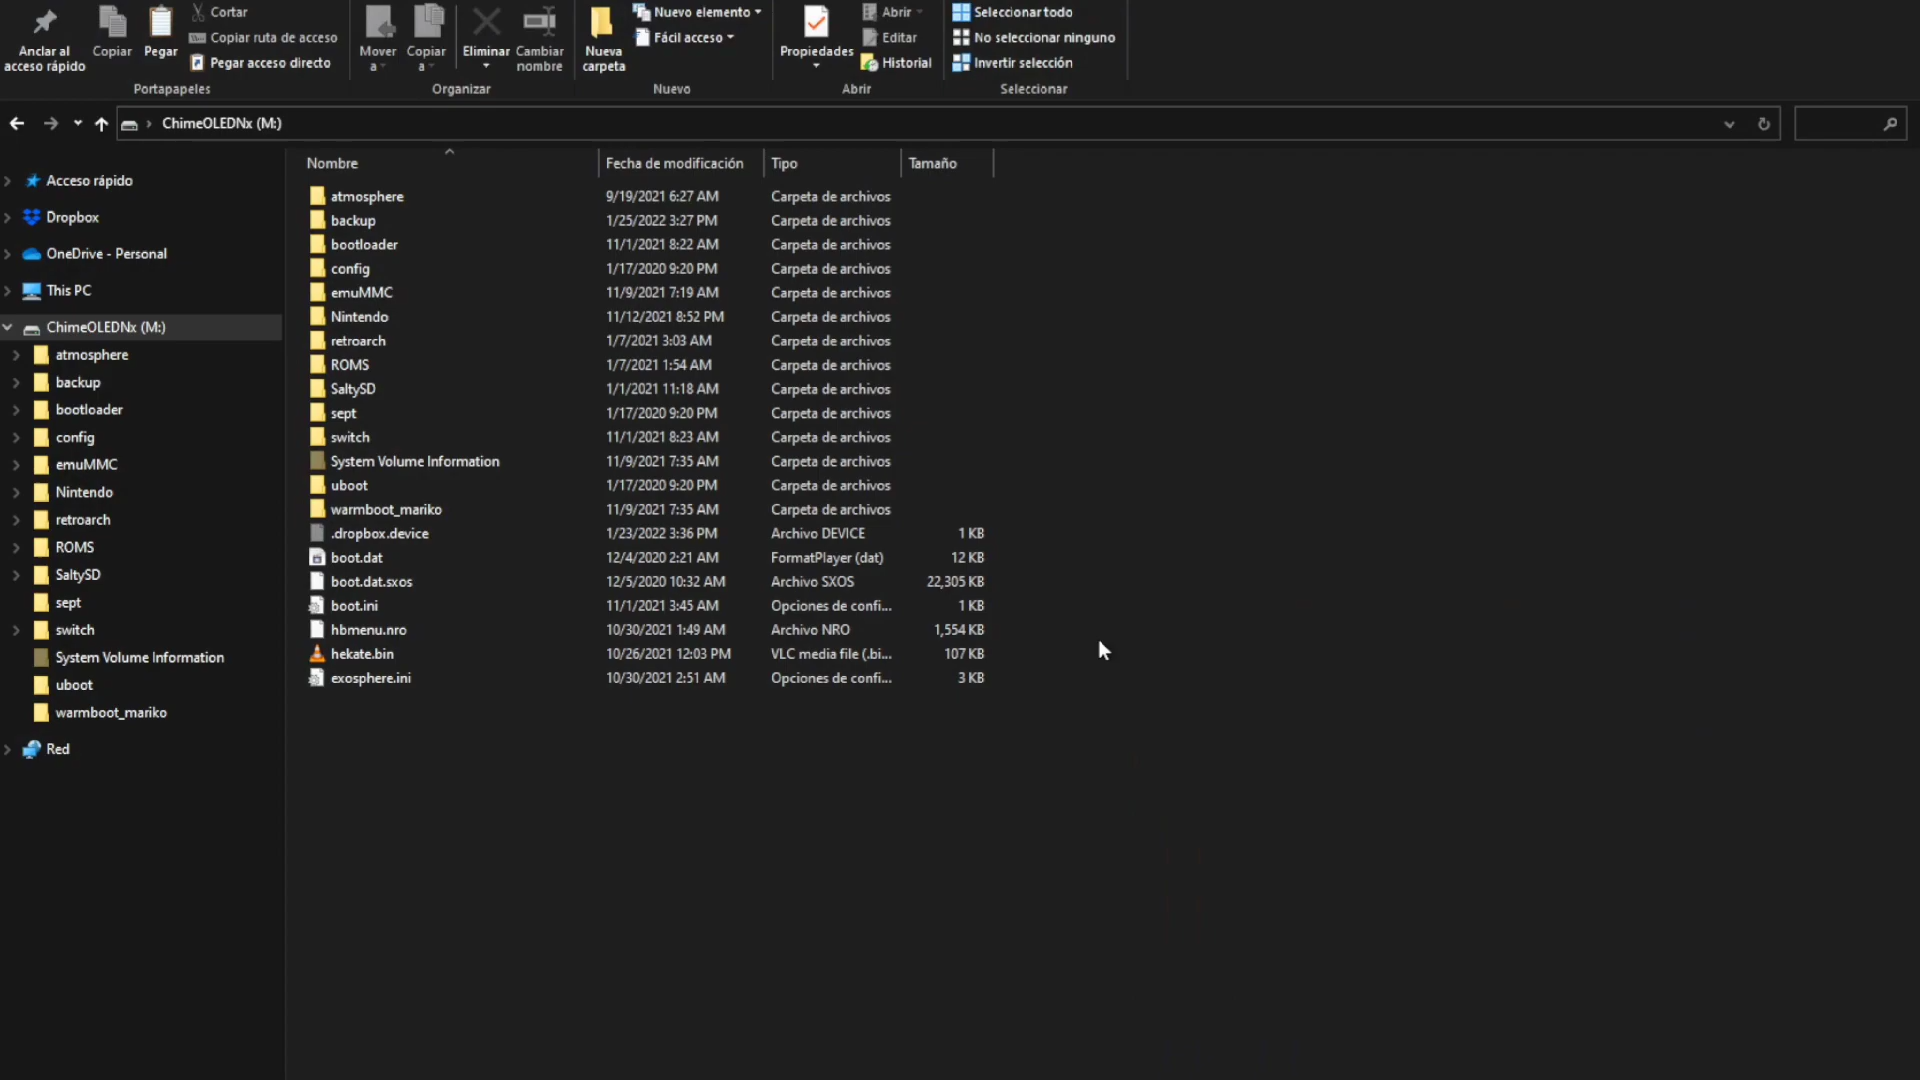 Anclar al acceso rápido
Copiar
Pegar
Cortar
Copiar ruta de acceso
Pegar acceso directo
Portapapeles
Mover a
Copiar a
Eliminar
Cambiar nombre
Organizar
Nueva carpeta
Nuevo elemento
Fácil acceso
Nuevo
Propiedades
Abrir
Editar
Historial
Abrir
Seleccionar todo
No seleccionar ninguno
Invertir selección
Seleccionar
ChimeOLEDNx (M:)
Acceso rápido
Dropbox
OneDrive - Personal
This PC
ChimeOLEDNx (M:)
atmosphere
backup
bootloader
config
emuMMC
Nintendo
retroarch
ROMS
SaltySD
sept
switch
System Volume Information
uboot
warmboot_mariko
Red
Nombre Fecha de modificación Tipo Tamaño
atmosphere 9/19/2021 6:27 AM Carpeta de archivos
backup 1/25/2022 3:27 PM Carpeta de archivos
bootloader 11/1/2021 8:22 AM Carpeta de archivos
config 1/17/2020 9:20 PM Carpeta de archivos
emuMMC 11/9/2021 7:19 AM Carpeta de archivos
Nintendo 11/12/2021 8:52 PM Carpeta de archivos
retroarch 1/7/2021 3:03 AM Carpeta de archivos
ROMS 1/7/2021 1:54 AM Carpeta de archivos
SaltySD 1/1/2021 11:18 AM Carpeta de archivos
sept 1/17/2020 9:20 PM Carpeta de archivos
switch 11/1/2021 8:23 AM Carpeta de archivos
System Volume Information 11/9/2021 7:35 AM Carpeta de archivos
uboot 1/17/2020 9:20 PM Carpeta de archivos
warmboot_mariko 11/9/2021 7:35 AM Carpeta de archivos
.dropbox.device 1/23/2022 3:36 PM Archivo DEVICE 1 KB
boot.dat 12/4/2020 2:21 AM FormatPlayer (dat) 12 KB
boot.dat.sxos 12/5/2020 10:32 AM Archivo SXOS 22,305 KB
boot.ini 11/1/2021 3:45 AM Opciones de confi... 1 KB
hbmenu.nro 10/30/2021 1:49 AM Archivo NRO 1,554 KB
hekate.bin 10/26/2021 12:03 PM VLC media file (.bi... 107 KB
exosphere.ini 10/30/2021 2:51 AM Opciones de confi... 3 KB